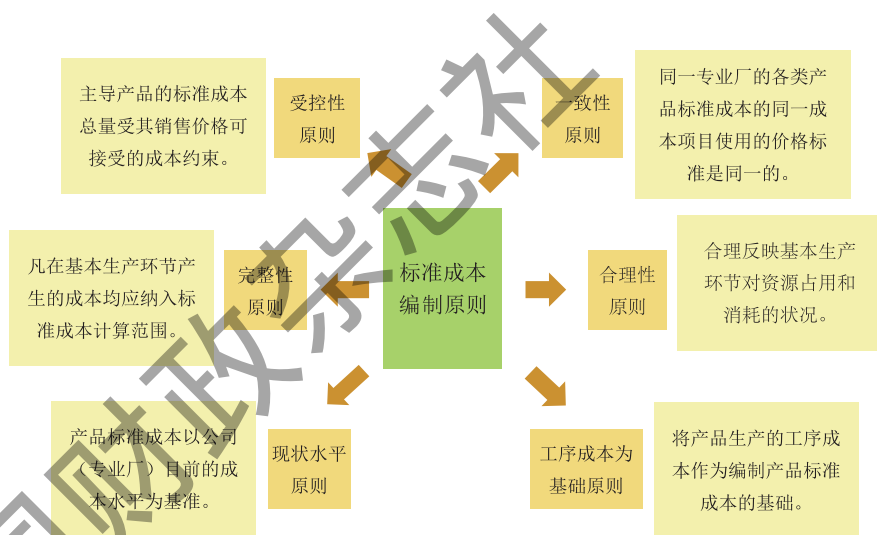 主导产品的标准成本
总量受其销售价格可
接受的成本约束。
受控性
原则
一致性
原则
同一专业厂的各类产
品标准成本的同一成
本项目使用的价格标
准是同一的。
凡在基本生产环节产
生的成本均应纳入标
准成本计算范围。
完整性
原则
标准成本
编制原则
合理性
原则
合理反映基本生产
环节对资源占用和
消耗的状况。
产品标准成本以公司
（专业厂）目前的成
本水平为基准。
现状水平
原则
工序成本为
基础原则
将产品生产的工序成
本作为编制产品标准
成本的基础。
财政杂志社